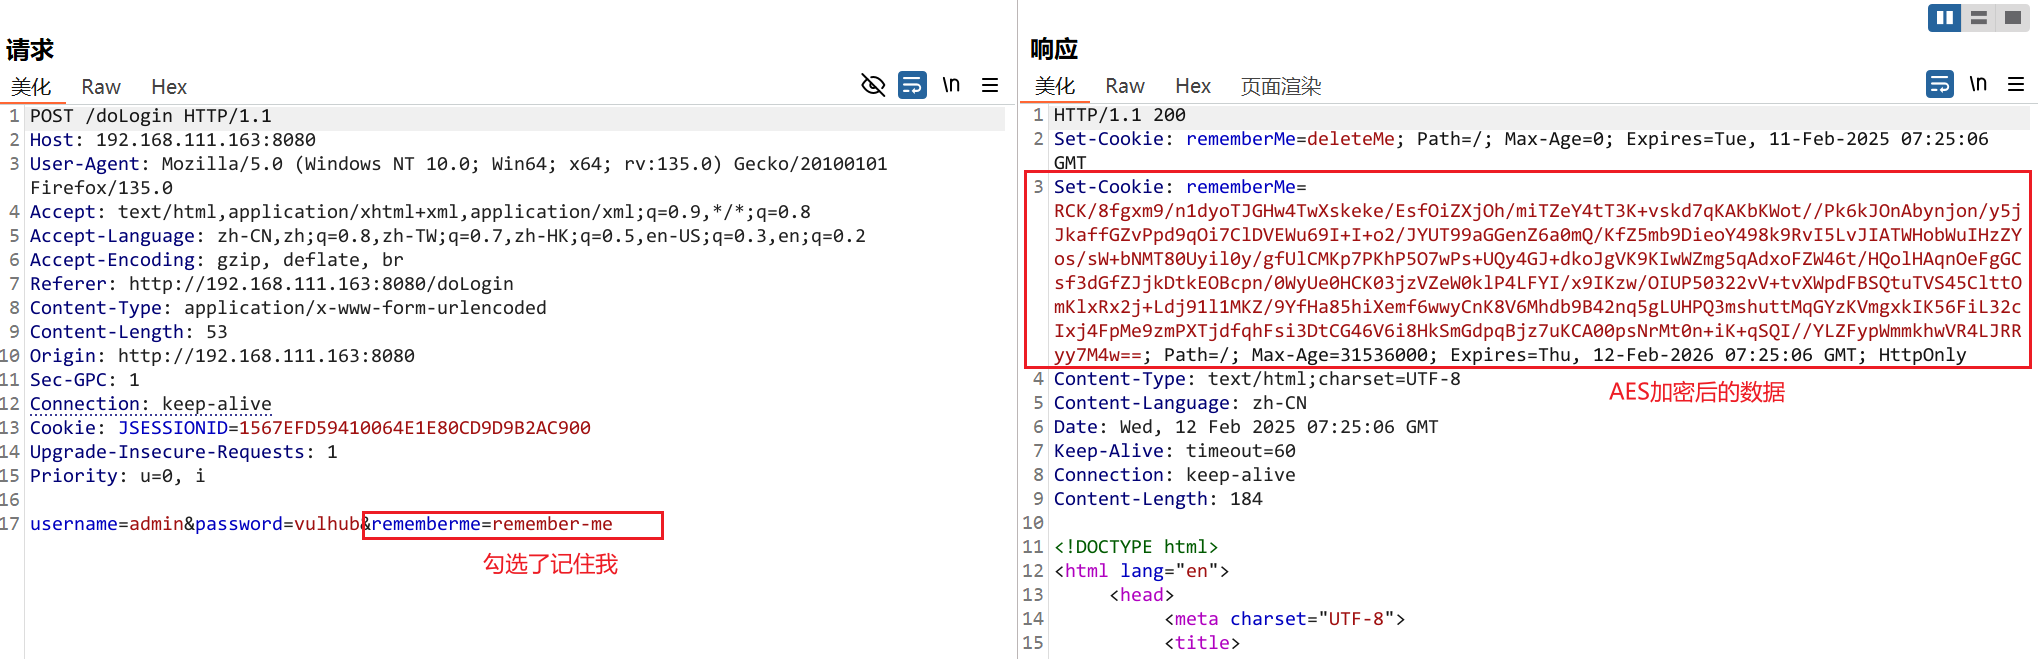 请求
美化 Raw Hex \n
1 POST /doLogin HTTP/1.1
2 Host: 192.168.111.163:8080
3 User-Agent: Mozilla/5.0 (Windows NT 10.0; Win64; x64; rv:135.0) Gecko/20100101
Firefox/135.0
4 Accept: text/html,application/xhtml+xml,application/xml;q=0.9,*/*;q=0.8
5 Accept-Language: zh-CN,zh;q=0.8,zh-TW;q=0.7,zh-HK;q=0.5,en-US;q=0.3,en;q=0.2
6 Accept-Encoding: gzip, deflate, br
7 Referer: http://192.168.111.163:8080/doLogin
8 Content-Type: application/x-www-form-urlencoded
9 Content-Length: 53
10 Origin: http://192.168.111.163:8080
11 Sec-GPC: 1
12 Connection: keep-alive
13 Cookie: JSESSIONID=1567EFD59410064E1E80CD9D9B2AC900
14 Upgrade-Insecure-Requests: 1
15 Priority: u=0, i
16
17 username=admin&password=vulhub&rememberme=remember-me
勾选了记住我
响应
美化 Raw Hex 页面渲染 \n
1 HTTP/1.1 200
2 Set-Cookie: rememberMe=deleteMe; Path=/; Max-Age=0; Expires=Tue, 11-Feb-2025 07:25:06
GMT
3 Set-Cookie: rememberMe=
RCK/8fgxm9/n1dyoTJGHw4TwXskeke/EsfOiZXjOh/miTZeY4tT3K+vskd7qKAKbKWot//Pk6kJOnAbynjon/y5j
JkaffGZvPpd9qOi7ClDVEWu69I+I+o2/JYUT99aGGenZ6a0mQ/KfZ5mb9DieoY498k9RvI5LvJIATWHobWuIHzZY
os/sW+bNMT80Uyil0y/gfUlCMKp7PKhP5O7wPs+UQy4GJ+dkoJgVK9KIwWZmg5qAdxoFZW46t/HQolHAqnOeFgGC
sf3dGfZJjkDtkEOBcpn/0WyUe0HCK03jzVZeW0klP4LFYI/x9IKzw/OIUP50322vV+tvXWpdFBSQtuTVS45ClttO
mKlxRx2j+Ldj9l1MKZ/9YfHa85hiXemf6wwyCnK8V6Mhdb9B42nq5gLUHPQ3mshuttMqGYzKVmgxkIK56FiL32c
Ixj4FpMe9zmPXTjdfqhFsi3DtCG46V6i8HkSmGdpqBjz7uKCA00psNrMt0n+iK+qSQI//YLZFypWmmkhwVR4LJRR
yy7M4w==; Path=/; Max-Age=31536000; Expires=Thu, 12-Feb-2026 07:25:06 GMT; HttpOnly
4 Content-Type: text/html;charset=UTF-8
AES加密后的数据
5 Content-Language: zh-CN
6 Date: Wed, 12 Feb 2025 07:25:06 GMT
7 Keep-Alive: timeout=60
8 Connection: keep-alive
9 Content-Length: 184
10
11 <!DOCTYPE html>
12 <html lang="en">
13 <head>
14 <meta charset="UTF-8">
15 <title>